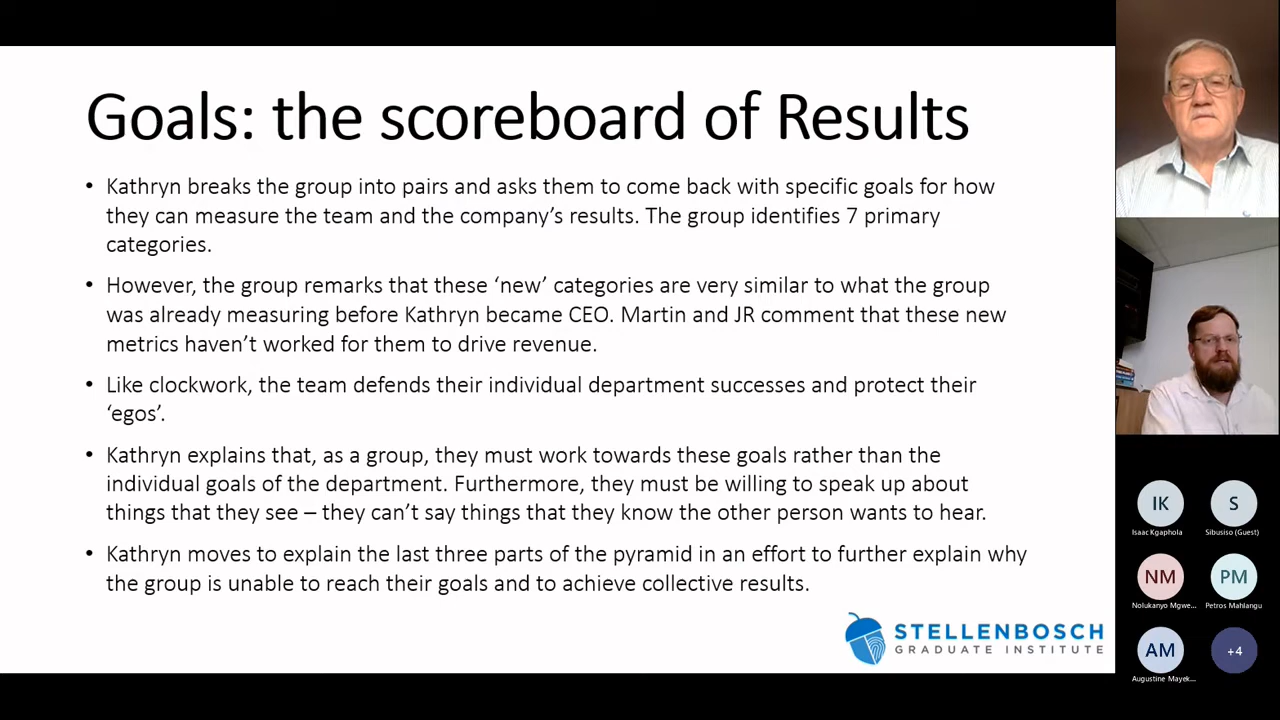 Goals: the scoreboard of Results
• Kathryn breaks the group into pairs and asks them to come back with specific goals for how
they can measure the team and the company’s results. The group identifies 7 primary
categories.
• However, the group remarks that these ‘new’ categories are very similar to what the group
was already measuring before Kathryn became CEO. Martin and JR comment that these new
metrics haven’t worked for them to drive revenue.
• Like clockwork, the team defends their individual department successes and protect their
‘egos’.
• Kathryn explains that, as a group, they must work towards these goals rather than the
individual goals of the department. Furthermore, they must be willing to speak up about
things that they see – they can’t say things that they know the other person wants to hear.
• Kathryn moves to explain the last three parts of the pyramid in an effort to further explain why
the group is unable to reach their goals and to achieve collective results.
STELLENBOSCH
GRADUATE INSTITUTE
IK
S
Isaac Kgaphola
Sibusiso (Guest)
NM
PM
Nolukanyo Mgwe...
Petros Mahlangu
AM
+4
Augustine Mayek...